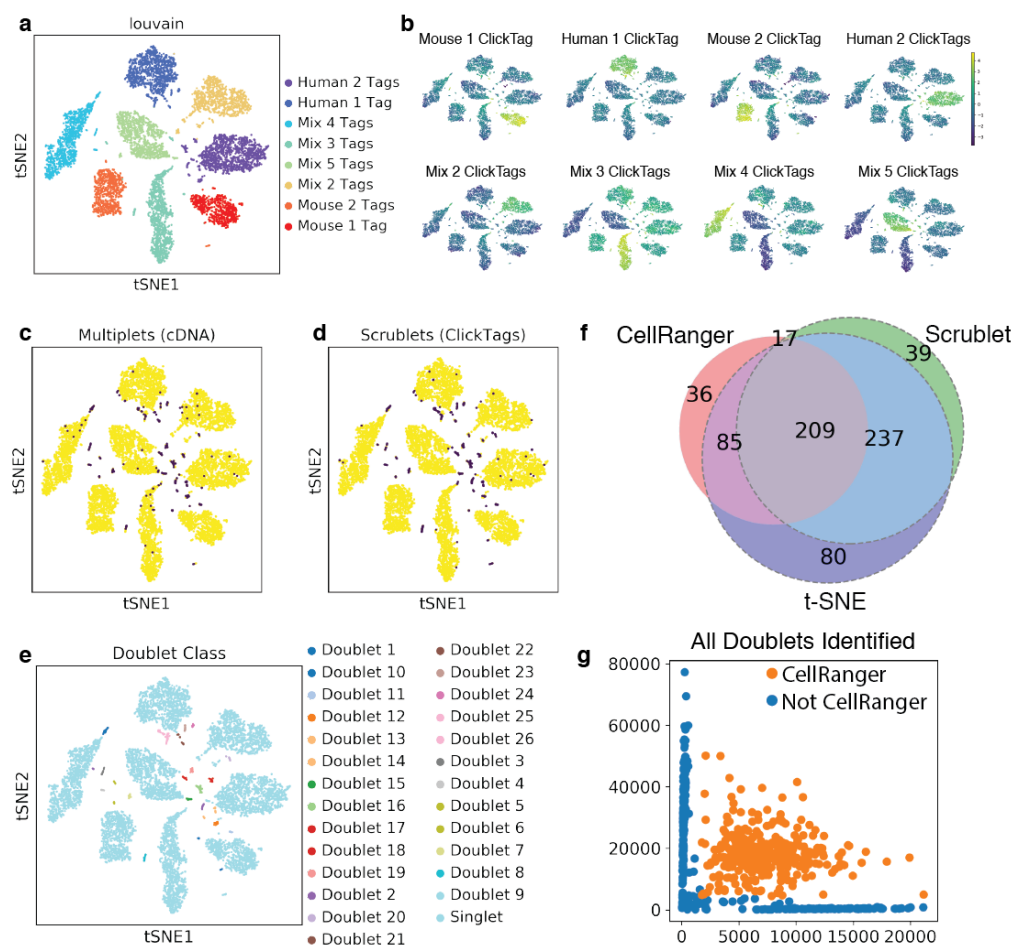 a
louvain
tSNE2
tSNE1
Human 2 Tags
Human 1 Tag
Mix 4 Tags
Mix 3 Tags
Mix 5 Tags
Mix 2 Tags
Mouse 2 Tags
Mouse 1 Tag
b
Mouse 1 ClickTag
Human 1 ClickTag
Mouse 2 ClickTag
Human 2 ClickTags
Mix 2 ClickTags
Mix 3 ClickTags
Mix 4 ClickTags
Mix 5 ClickTags
c
Multiplets (cDNA)
tSNE2
tSNE1
d
Scrublets (ClickTags)
tSNE2
tSNE1
f
CellRanger
Scrublet
17
39
36
85
209
237
80
t-SNE
e
Doublet Class
tSNE2
tSNE1
Doublet 1
Doublet 10
Doublet 11
Doublet 12
Doublet 13
Doublet 14
Doublet 15
Doublet 16
Doublet 17
Doublet 18
Doublet 19
Doublet 2
Doublet 20
Doublet 21
Doublet 22
Doublet 23
Doublet 24
Doublet 25
Doublet 26
Doublet 3
Doublet 4
Doublet 5
Doublet 6
Doublet 7
Doublet 8
Doublet 9
Singlet
g
All Doublets Identified
CellRanger
Not CellRanger
80000
60000
40000
20000
0
0
5000
10000
15000
20000